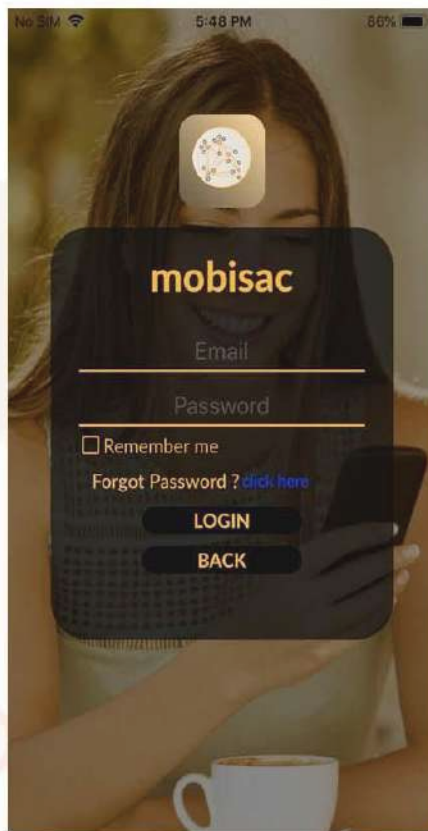 No SIM 5:48 PM 86%
mobisac
Email
Password
Remember me
Forgot Password ? click here
LOGIN
BACK